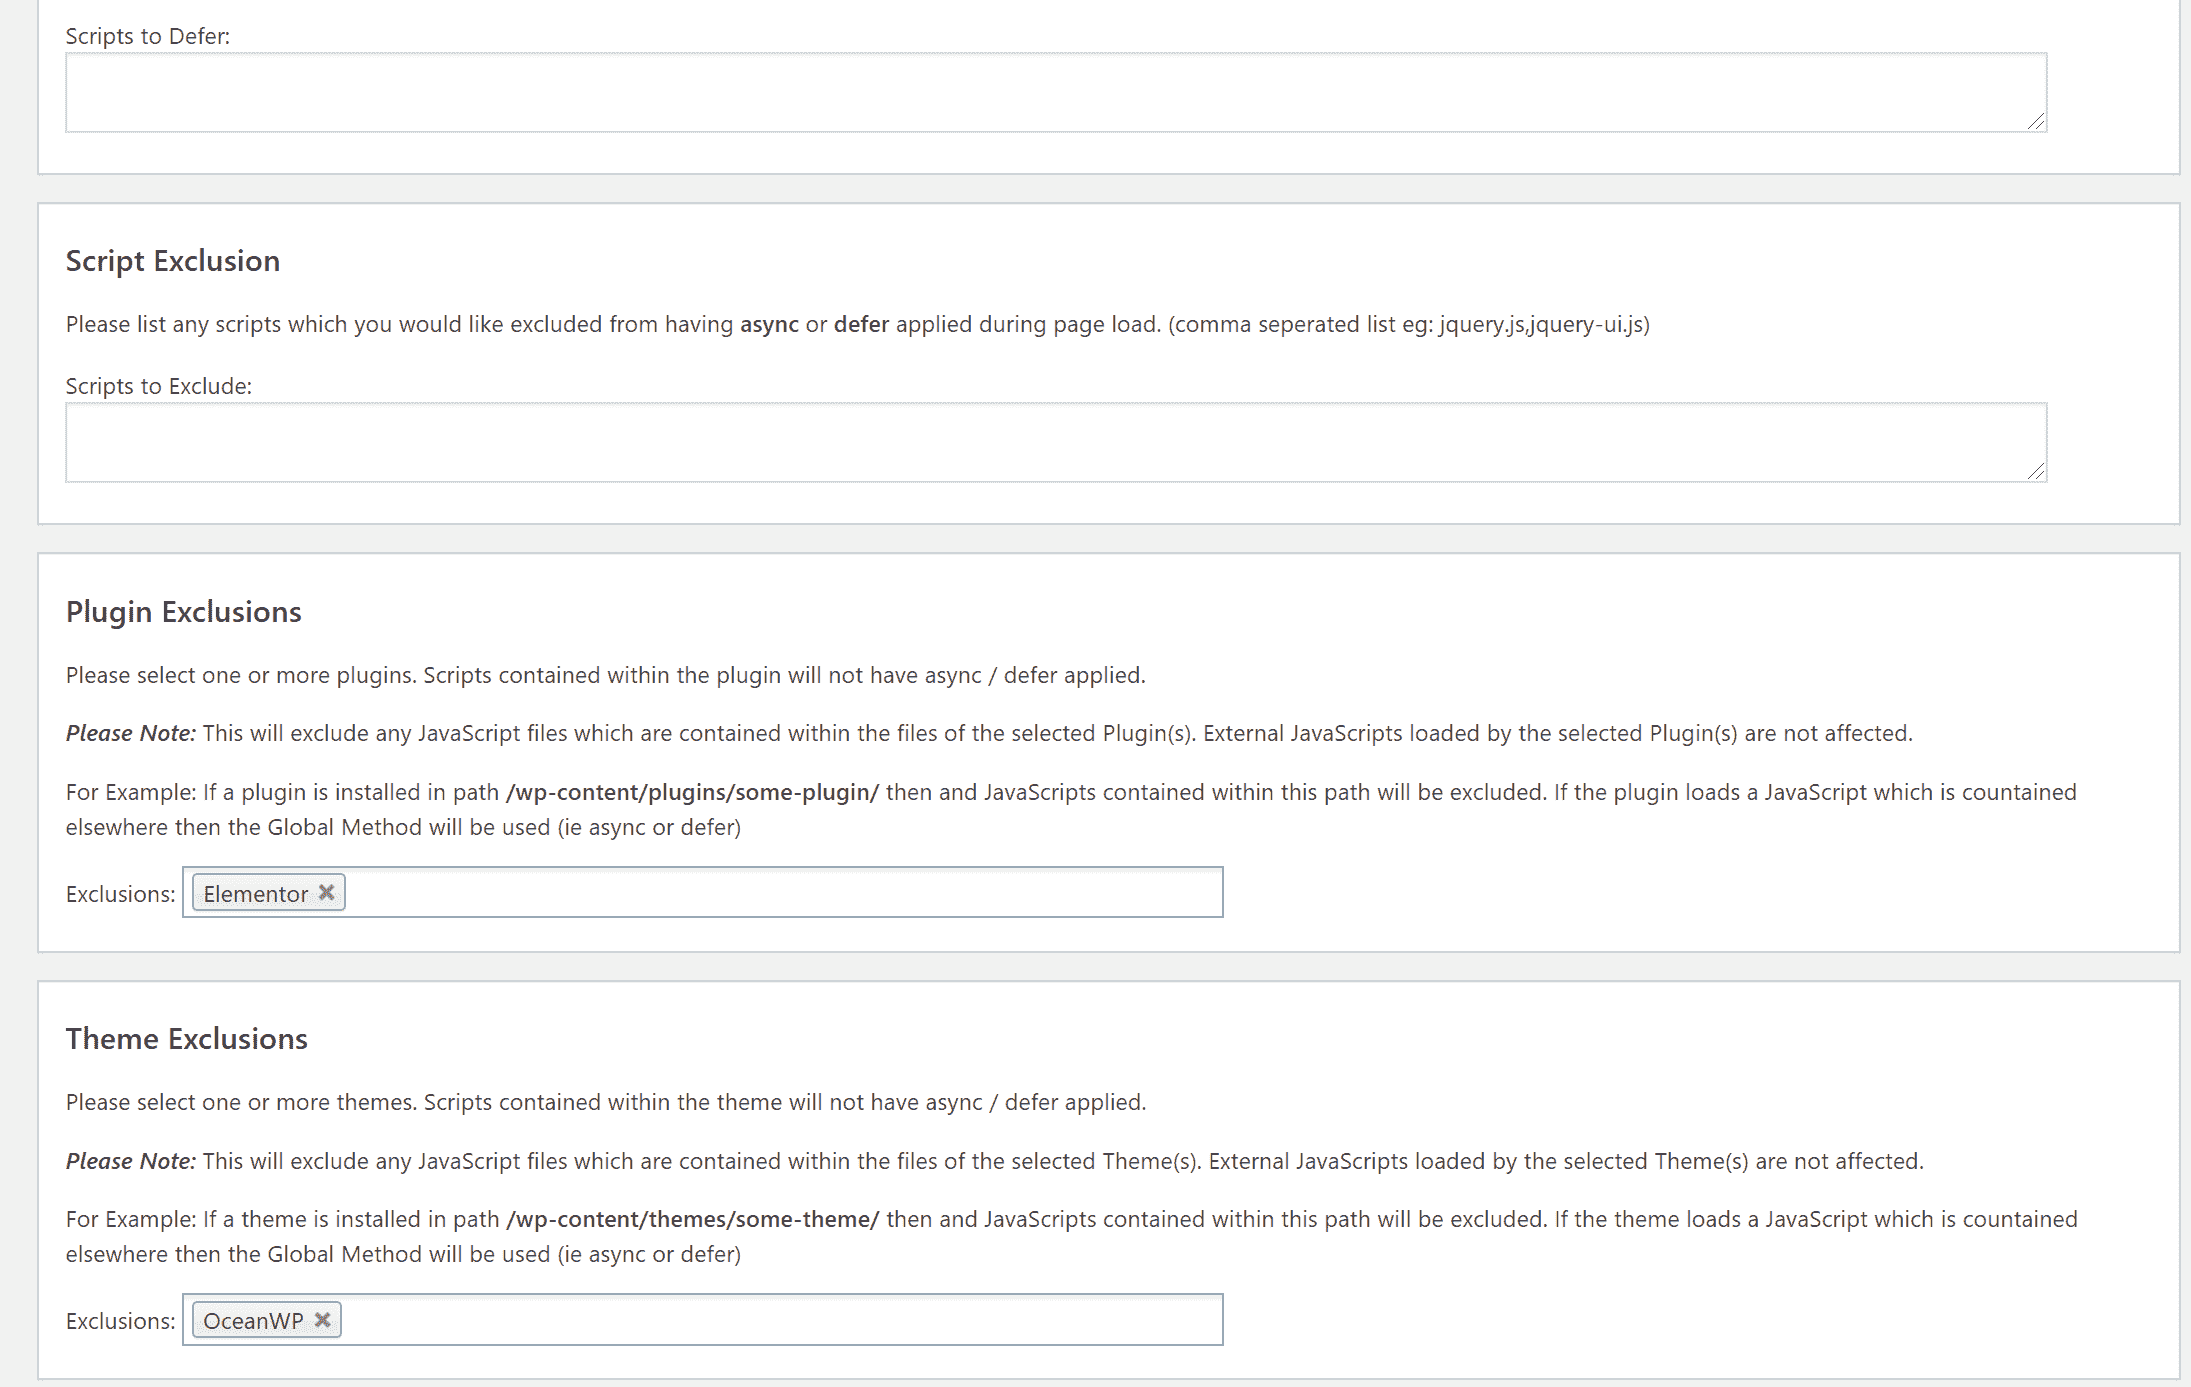 Scripts to Defer:
Script Exclusion
Please list any scripts which you would like excluded from having async or defer applied during page load. (comma seperated list eg: jquery.js,jquery-ui.js)
Scripts to Exclude:
Plugin Exclusions
Please select one or more plugins. Scripts contained within the plugin will not have async / defer applied.
Please Note: This will exclude any JavaScript files which are contained within the files of the selected Plugin(s). External JavaScripts loaded by the selected Plugin(s) are not affected.
For Example: If a plugin is installed in path /wp-content/plugins/some-plugin/ then and JavaScripts contained within this path will be excluded. If the plugin loads a JavaScript which is countained
elsewhere then the Global Method will be used (ie async or defer)
Exclusions: Elementor
Theme Exclusions
Please select one or more themes. Scripts contained within the theme will not have async / defer applied.
Please Note: This will exclude any JavaScript files which are contained within the files of the selected Theme(s). External JavaScripts loaded by the selected Theme(s) are not affected.
For Example: If a theme is installed in path /wp-content/themes/some-theme/ then and JavaScripts contained within this path will be excluded. If the theme loads a JavaScript which is countained
elsewhere then the Global Method will be used (ie async or defer)
Exclusions: OceanWP